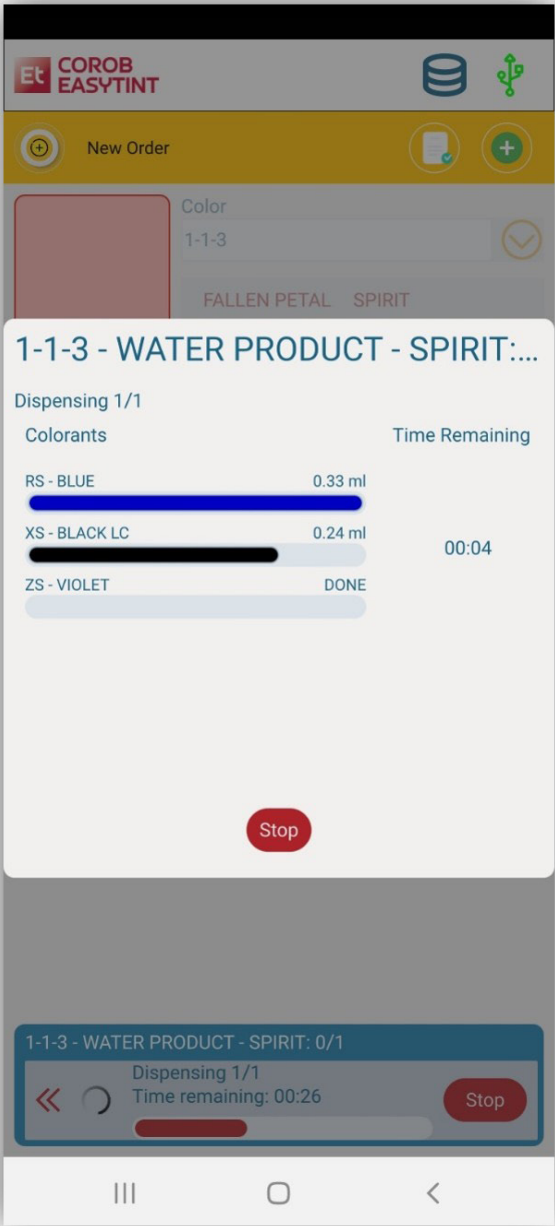 Et COROB
EASYTINT
New Order
Color
1-1-3
FALLEN PETAL SPIRIT
1-1-3 - WATER PRODUCT - SPIRIT:...
Dispensing 1/1
Colorants Time Remaining
RS - BLUE 0.33 ml
XS - BLACK LC 0.24 ml
00:04
ZS - VIOLET DONE
Stop
1-1-3 - WATER PRODUCT - SPIRIT: 0/1
Dispensing 1/1
Time remaining: 00:26
Stop